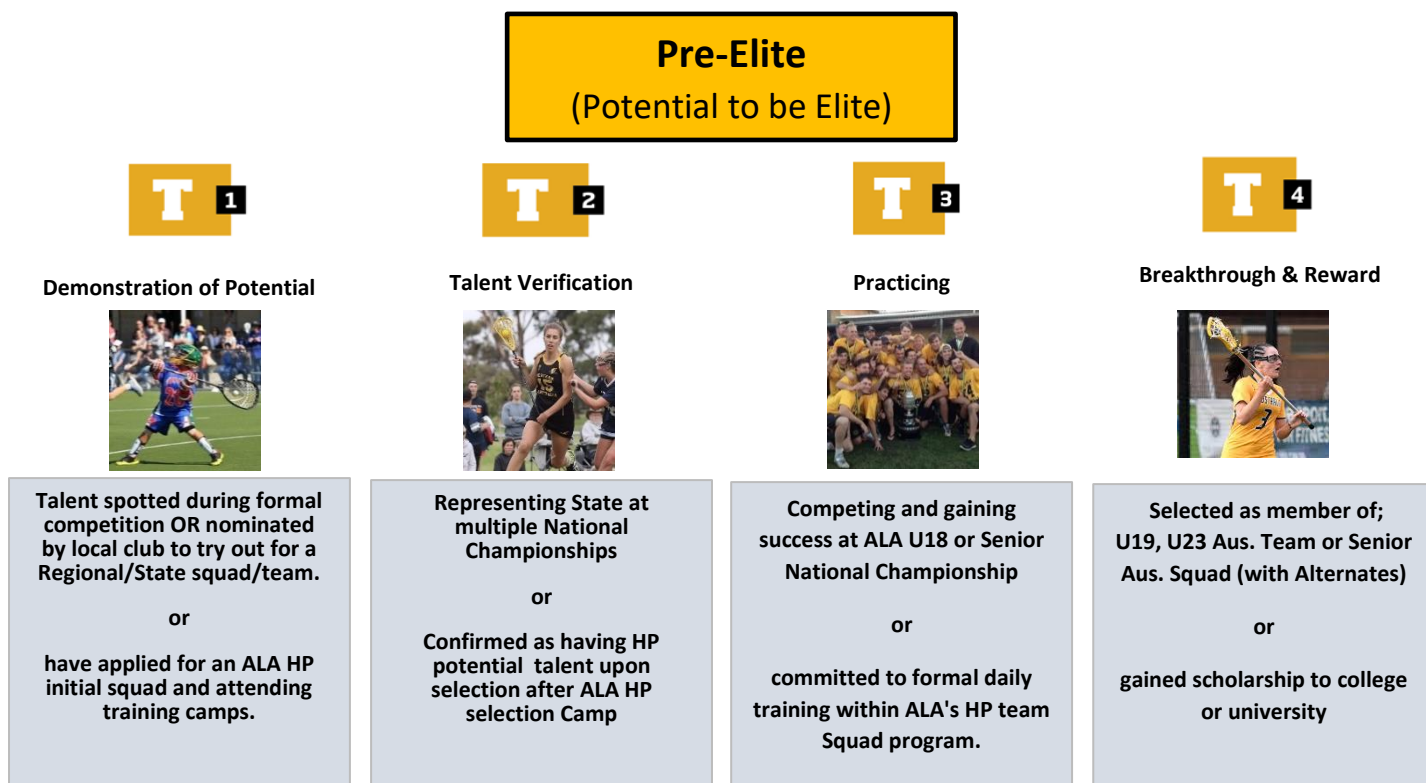 Pre-Elite
(Potential to be Elite)
T 1
Demonstration of Potential
Talent spotted during formal
competition OR nominated
by local club to try out for a
Regional/State squad/team.
or
have applied for an ALA HP
initial squad and attending
training camps.
T 2
Talent Verification
15
Representing State at
multiple National
Championships
or
Confirmed as having HP
potential talent upon
selection after ALA HP
selection Camp
T 3
Practicing
Competing and gaining
success at ALA U18 or Senior
National Championship
or
committed to formal daily
training within ALA's HP team
Squad program.
T 4
Breakthrough & Reward
3
Selected as member of;
U19, U23 Aus. Team or Senior
Aus. Squad (with Alternates)
or
gained scholarship to college
or university